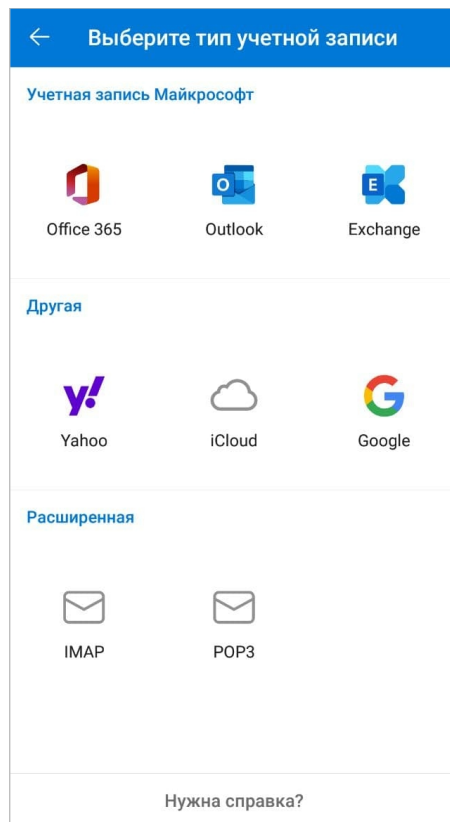 Выберите тип учетной записи
Учетная запись Майкрософт
Office 365 Outlook Exchange
Другая
Yahoo iCloud Google
Расширенная
IMAP POP3
Нужна справка?